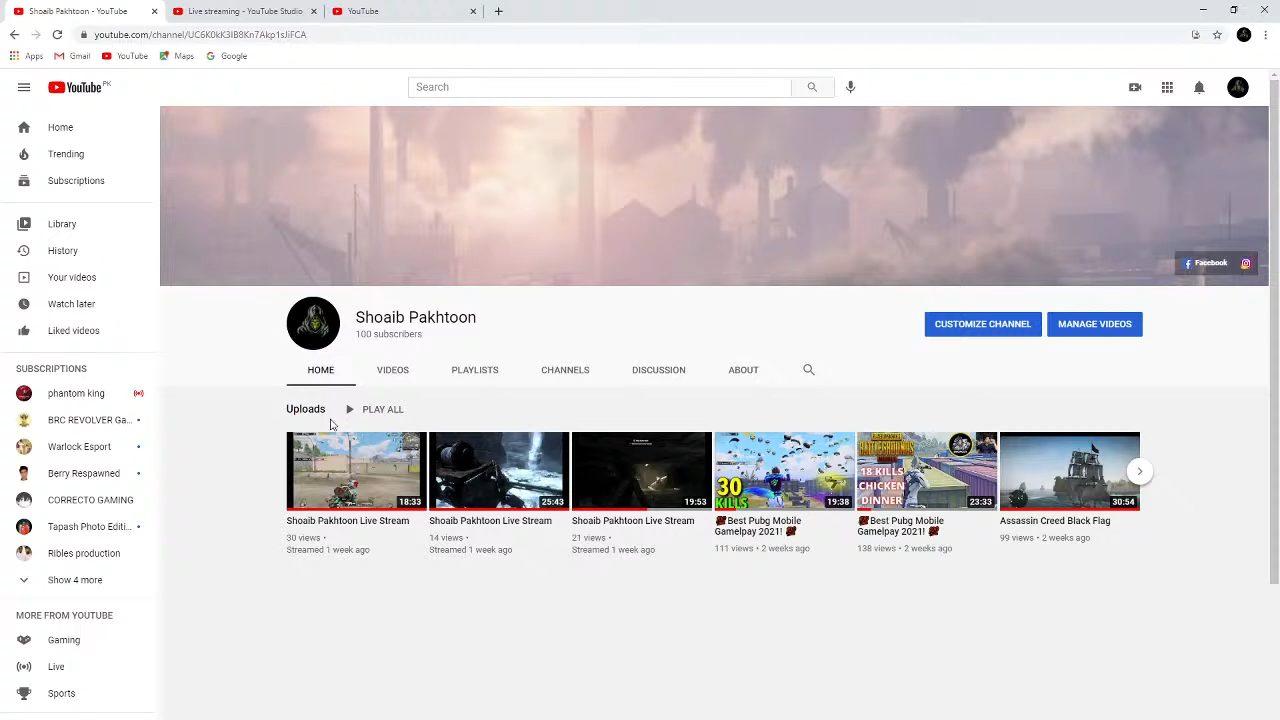 Shoaib Pakhtoon - YouTube
Live streaming - YouTube Studio
YouTube
youtube.com/channel/UC6K0kK3IB8Kn7Akp1sJiFCA
Apps
Gmail
YouTube
Maps
Google
YouTube PK
Search
Home
Trending
Subscriptions
Library
History
Your videos
Watch later
Liked videos
SUBSCRIPTIONS
phantom king
BRC REVOLVER Ga...
Warlock Esport
Berry Respawned
CORRECTO GAMING
Tapash Photo Editi...
Ribles production
Show 4 more
MORE FROM YOUTUBE
Gaming
Live
Sports
Facebook
Shoaib Pakhtoon
100 subscribers
CUSTOMIZE CHANNEL
MANAGE VIDEOS
HOME
VIDEOS
PLAYLISTS
CHANNELS
DISCUSSION
ABOUT
Uploads
PLAY ALL
18:33
Shoaib Pakhtoon Live Stream
30 views •
Streamed 1 week ago
25:43
Shoaib Pakhtoon Live Stream
14 views •
Streamed 1 week ago
19:53
Shoaib Pakhtoon Live Stream
21 views •
Streamed 1 week ago
30
KILLS
19:38
Best Pubg Mobile
Gamelpay 2021!
111 views • 2 weeks ago
18 KILLS
CHICKEN
DINNER
23:33
Best Pubg Mobile
Gamelpay 2021!
138 views • 2 weeks ago
30:54
Assassin Creed Black Flag
99 views • 2 weeks ago